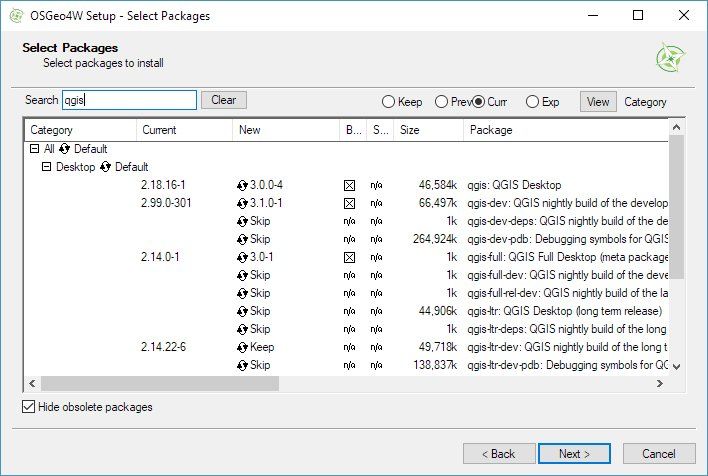 OSGeo4W Setup - Select Packages
Select Packages
Select packages to install
Search qgis Clear Keep Prev Curr Exp View Category
Category Current New B... S... Size Package
All Default
Desktop Default
2.18.16-1 3.0.0-4 n/a 46,584k qgis: QGIS Desktop
2.99.0-301 3.1.0-1 n/a 66,497k qgis-dev: QGIS nightly build of the develop
Skip n/a n/a 1k qgis-dev-deps: QGIS nightly build of the de
Skip n/a n/a 264,924k qgis-dev-pdb: Debugging symbols for QGIS
2.14.0-1 3.0-1 n/a 1k qgis-full: QGIS Full Desktop (meta package
Skip n/a n/a 1k qgis-full-dev: QGIS nightly build of the deve
Skip n/a n/a 1k qgis-full-rel-dev: QGIS nightly build of the la
Skip n/a n/a 44,906k qgis-ltr: QGIS Desktop (long term release)
Skip n/a n/a 1k qgis-ltr-deps: QGIS nightly build of the long
2.14.22-6 Keep n/a n/a 49,718k qgis-ltr-dev: QGIS nightly build of the long t
Skip n/a n/a 138,837k qgis-ltr-dev-pdb: Debugging symbols for QG
Hide obsolete packages
< Back Next > Cancel